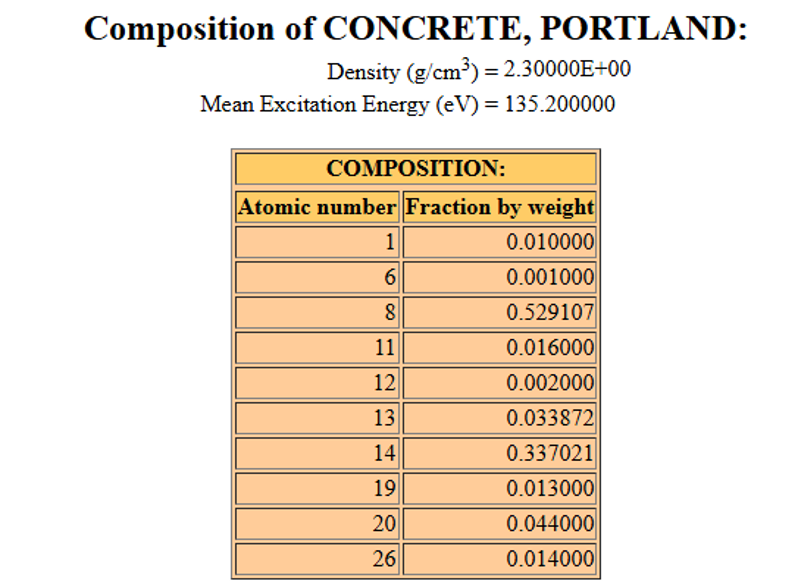 Composition of CONCRETE, PORTLAND:
Density (g/cm³) = 2.30000E+00
Mean Excitation Energy (eV) = 135.200000
COMPOSITION:
Atomic number Fraction by weight
1 0.010000
6 0.001000
8 0.529107
11 0.016000
12 0.002000
13 0.033872
14 0.337021
19 0.013000
20 0.044000
26 0.014000